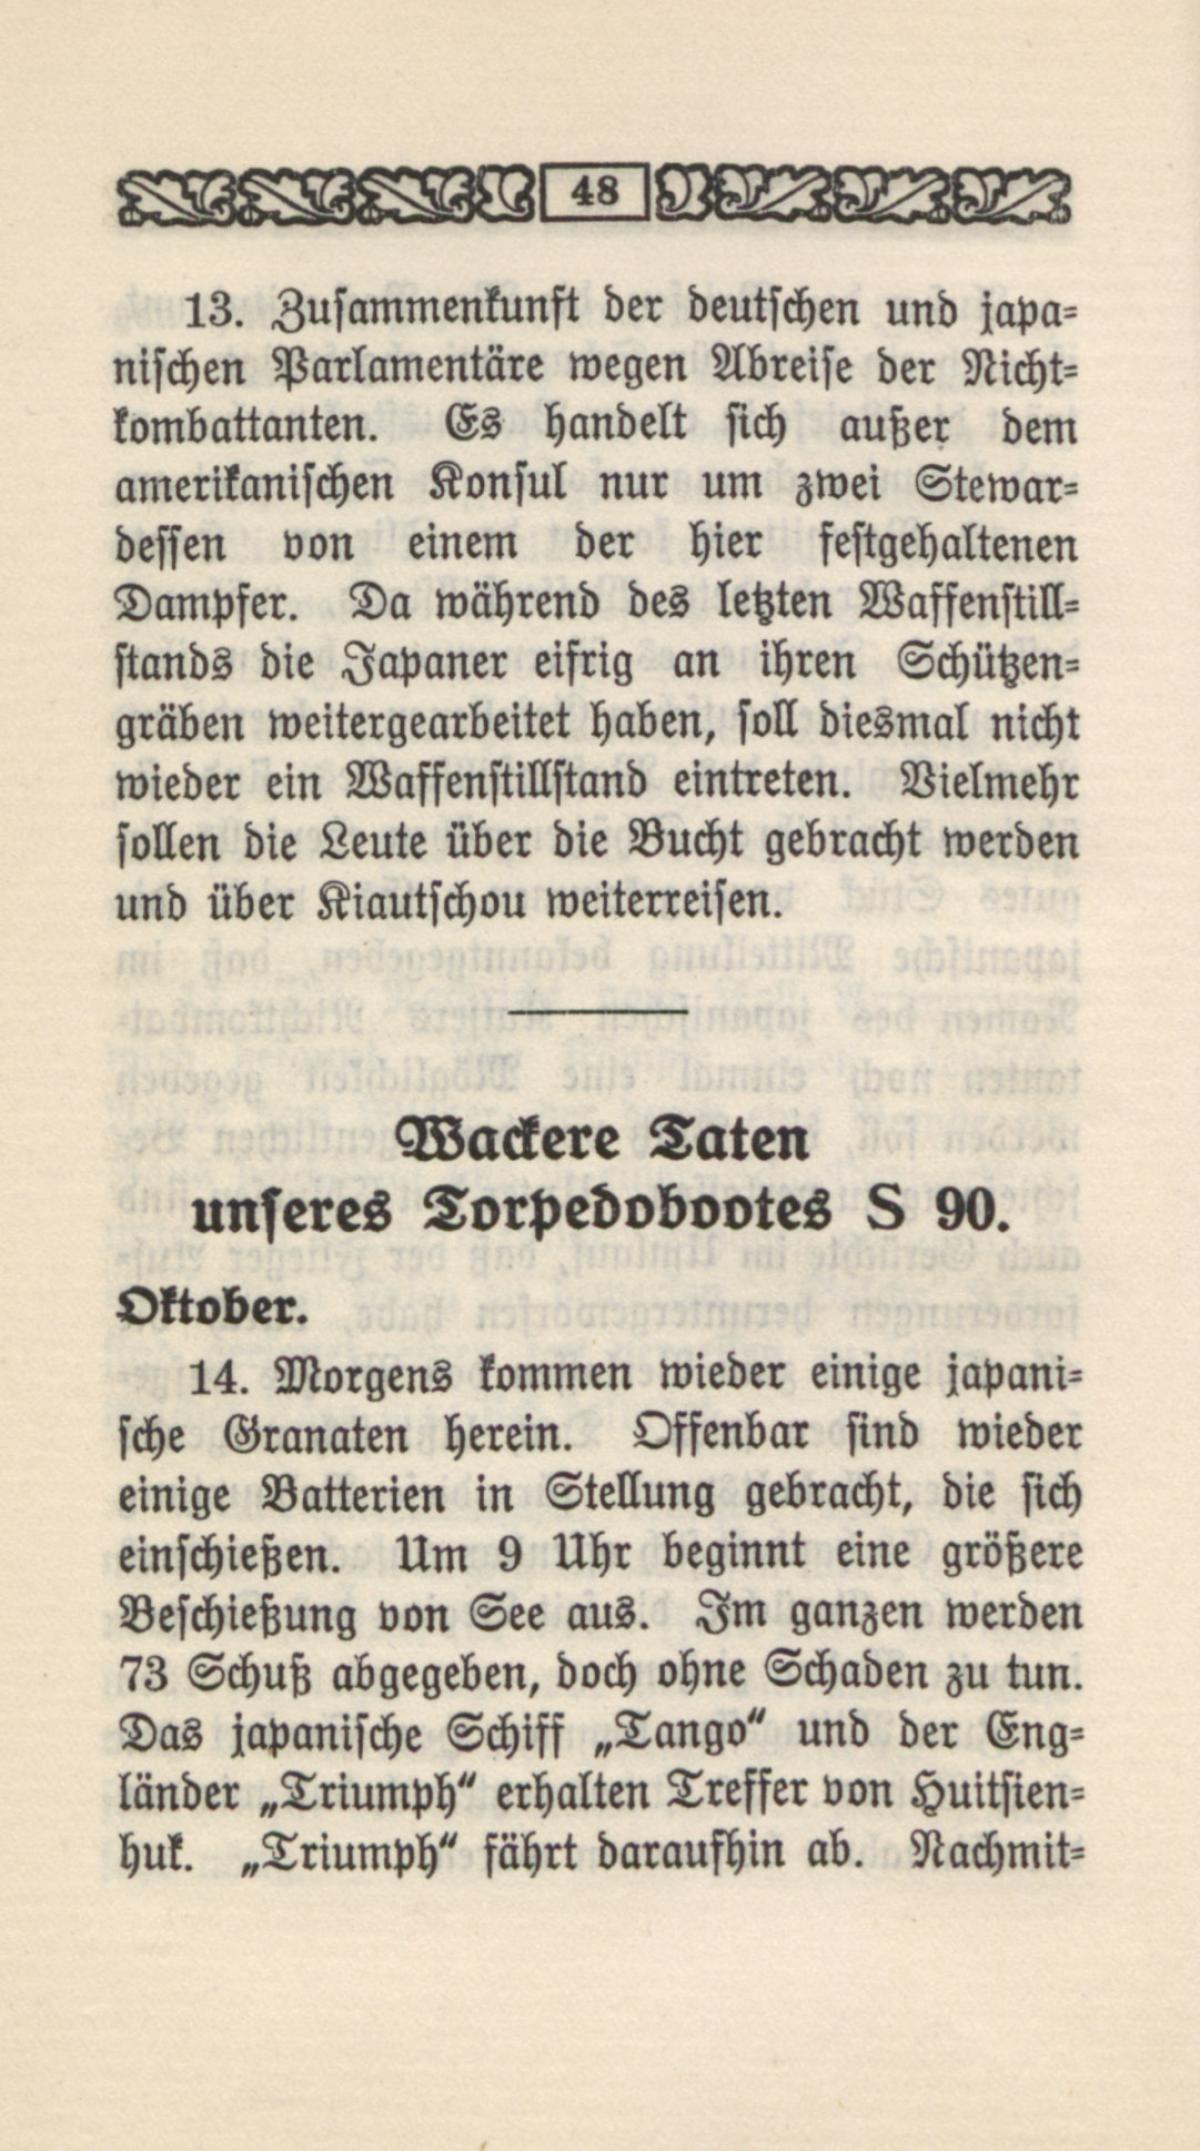 48
13. Zusammenkunft der deutschen und japa-
nischen Parlamentäre wegen Abreise der Nicht-
kombattanten. Es handelt sich außer dem
amerikanischen Konsul nur um zwei Stewar-
dessen von einem der hier festgehaltenen
Dampfer. Da während des letzten Waffenstill-
stands die Japaner eifrig an ihren Schützen-
gräben weitergearbeitet haben, soll diesmal nicht
wieder ein Waffenstillstand eintreten. Vielmehr
sollen die Leute über die Bucht gebracht werden
und über Kiautschou weiterreisen.
Wackere Taten
unseres Torpedobootes S 90.
Oktober.
14. Morgens kommen wieder einige japani-
sche Granaten herein. Offenbar sind wieder
einige Batterien in Stellung gebracht, die sich
einschießen. Um 9 Uhr beginnt eine größere
Beschießung von See aus. Im ganzen werden
73 Schuß abgegeben, doch ohne Schaden zu tun.
Das japanische Schiff „Tango“ und der Eng-
länder „Triumph“ erhalten Treffer von Huitsien-
huk. „Triumph“ fährt daraufhin ab. Nachmit-